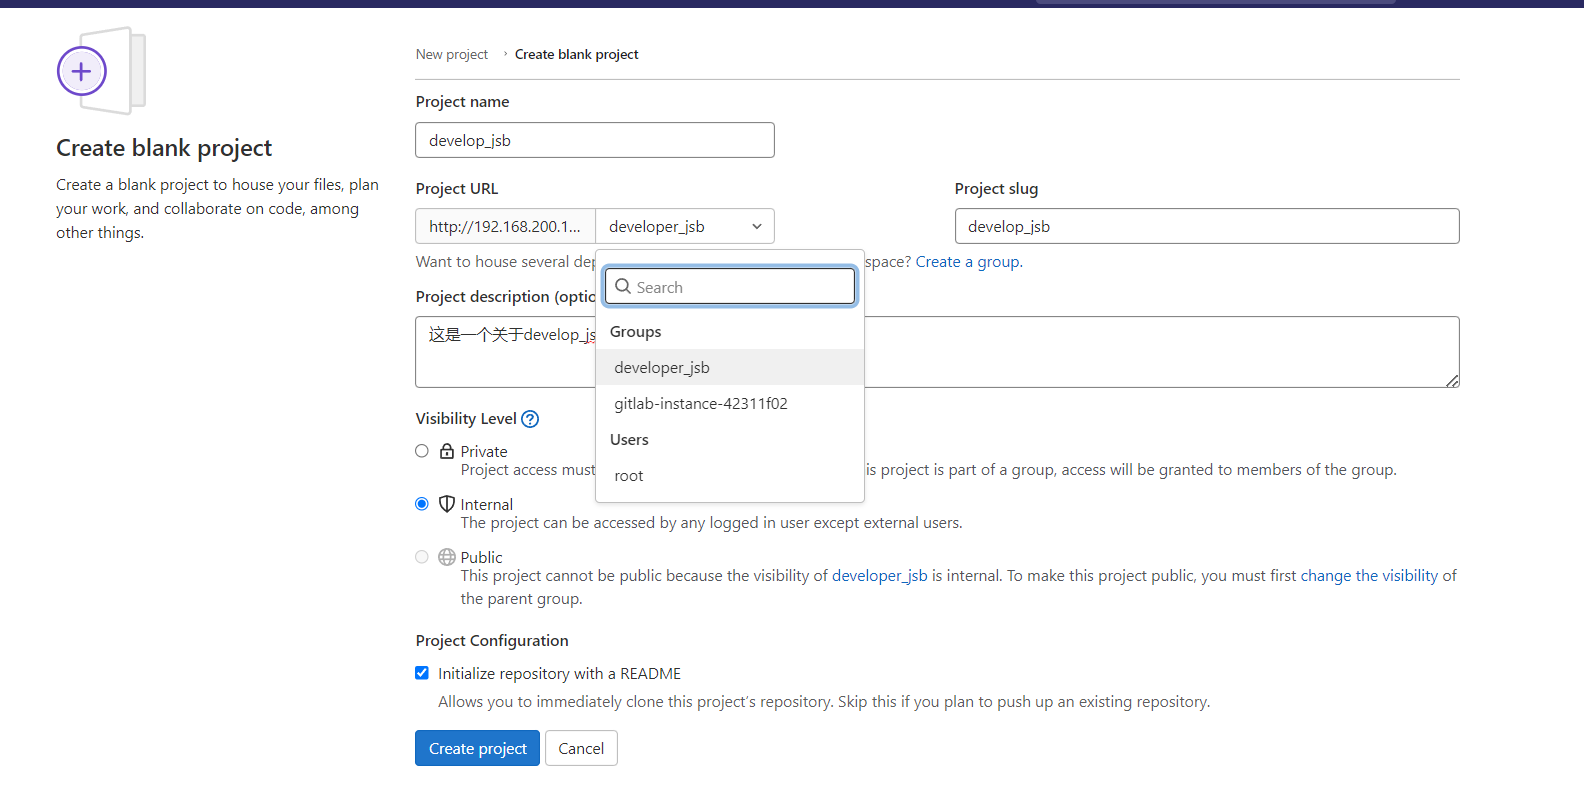 Create blank project
Create a blank project to house your files, plan
your work, and collaborate on code, among
other things.
New project › Create blank project
Project name
develop_jsb
Project URL
Project slug
http://192.168.200.1...
developer_jsb
develop_jsb
Want to house several
space? Create a group.
Search
Groups
developer_jsb
gitlab-instance-42311f02
Users
root
Project description
这是一个关于develop_js
Visibility Level
Private
Project access must
is project is part of a group, access will be granted to members of the group.
Internal
The project can be accessed by any logged in user except external users.
Public
This project cannot be public because the visibility of developer_jsb is internal. To make this project public, you must first change the visibility of
the parent group.
Project Configuration
Initialize repository with a README
Allows you to immediately clone this project’s repository. Skip this if you plan to push up an existing repository.
Create project
Cancel